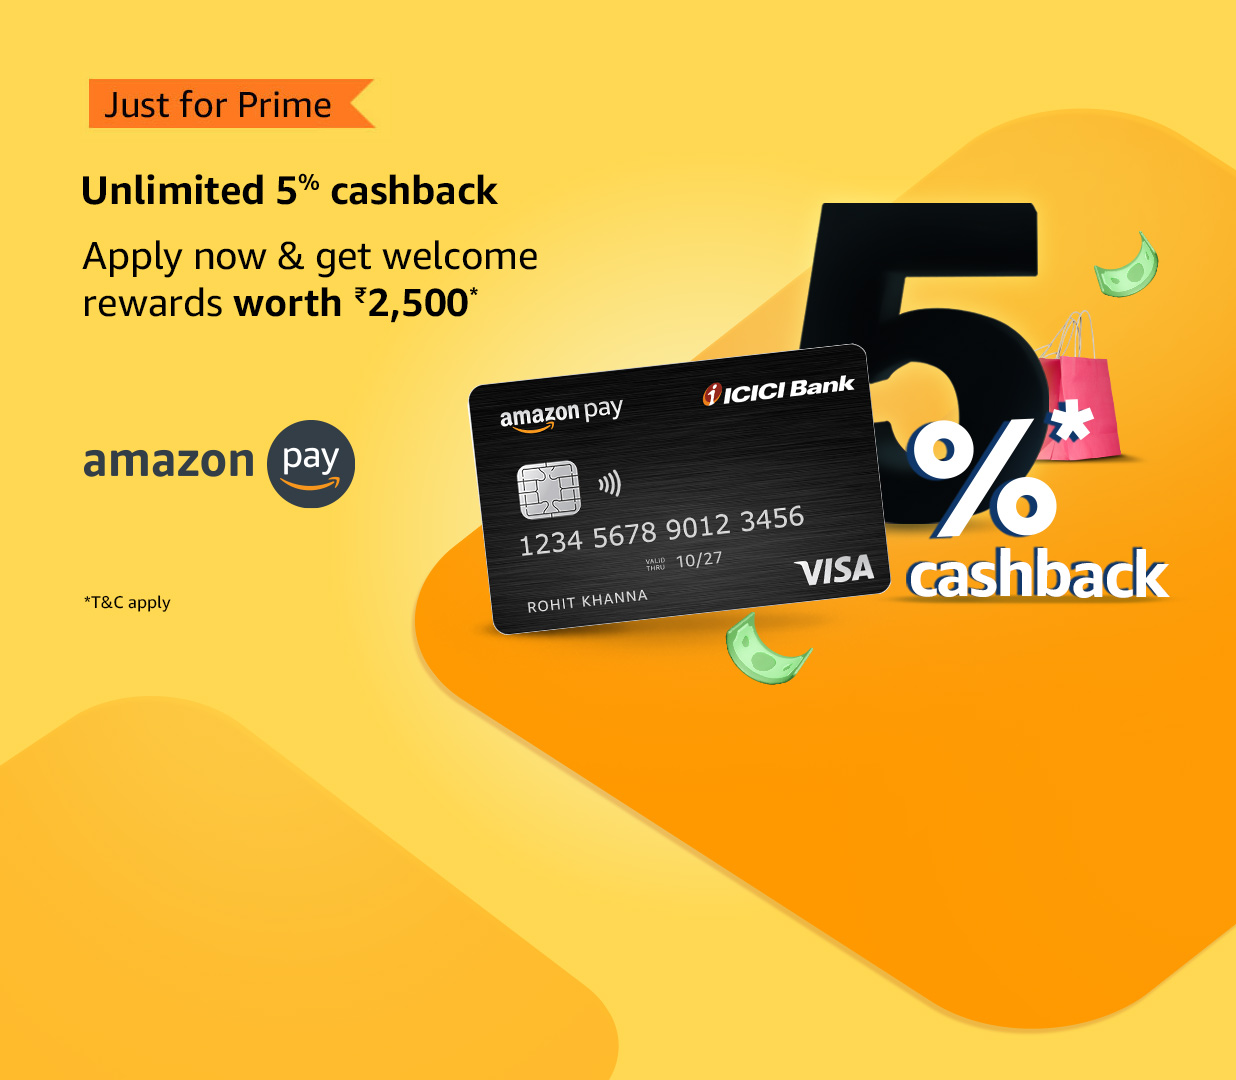 Just for Prime
Unlimited 5% cashback
Apply now & get welcome
rewards worth ₹2,500*
amazon pay
*T&C apply
amazon pay
ICICI Bank
1234 5678 9012 3456
VALID
THRU 10/27
VISA
ROHIT KHANNA
5
%*
cashback